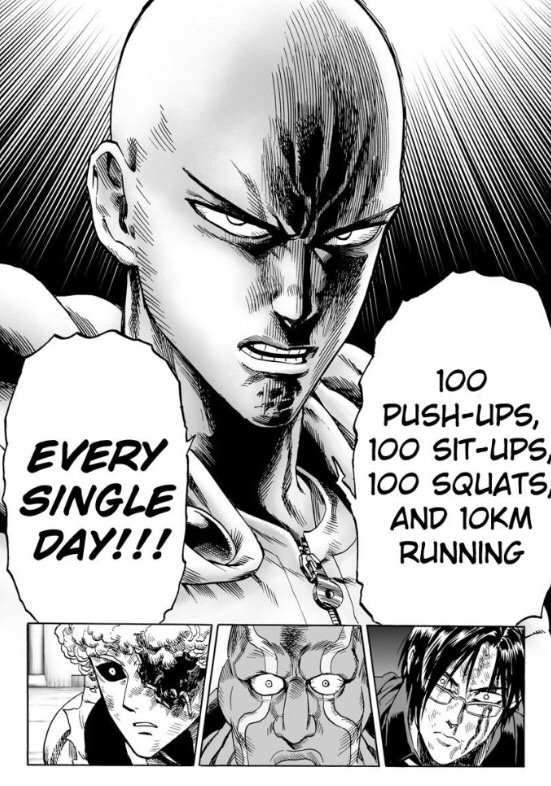 100
PUSH-UPS,
100 SIT-UPS,
100 SQUATS,
AND 10KM
RUNNING
EVERY
SINGLE
DAY!!!